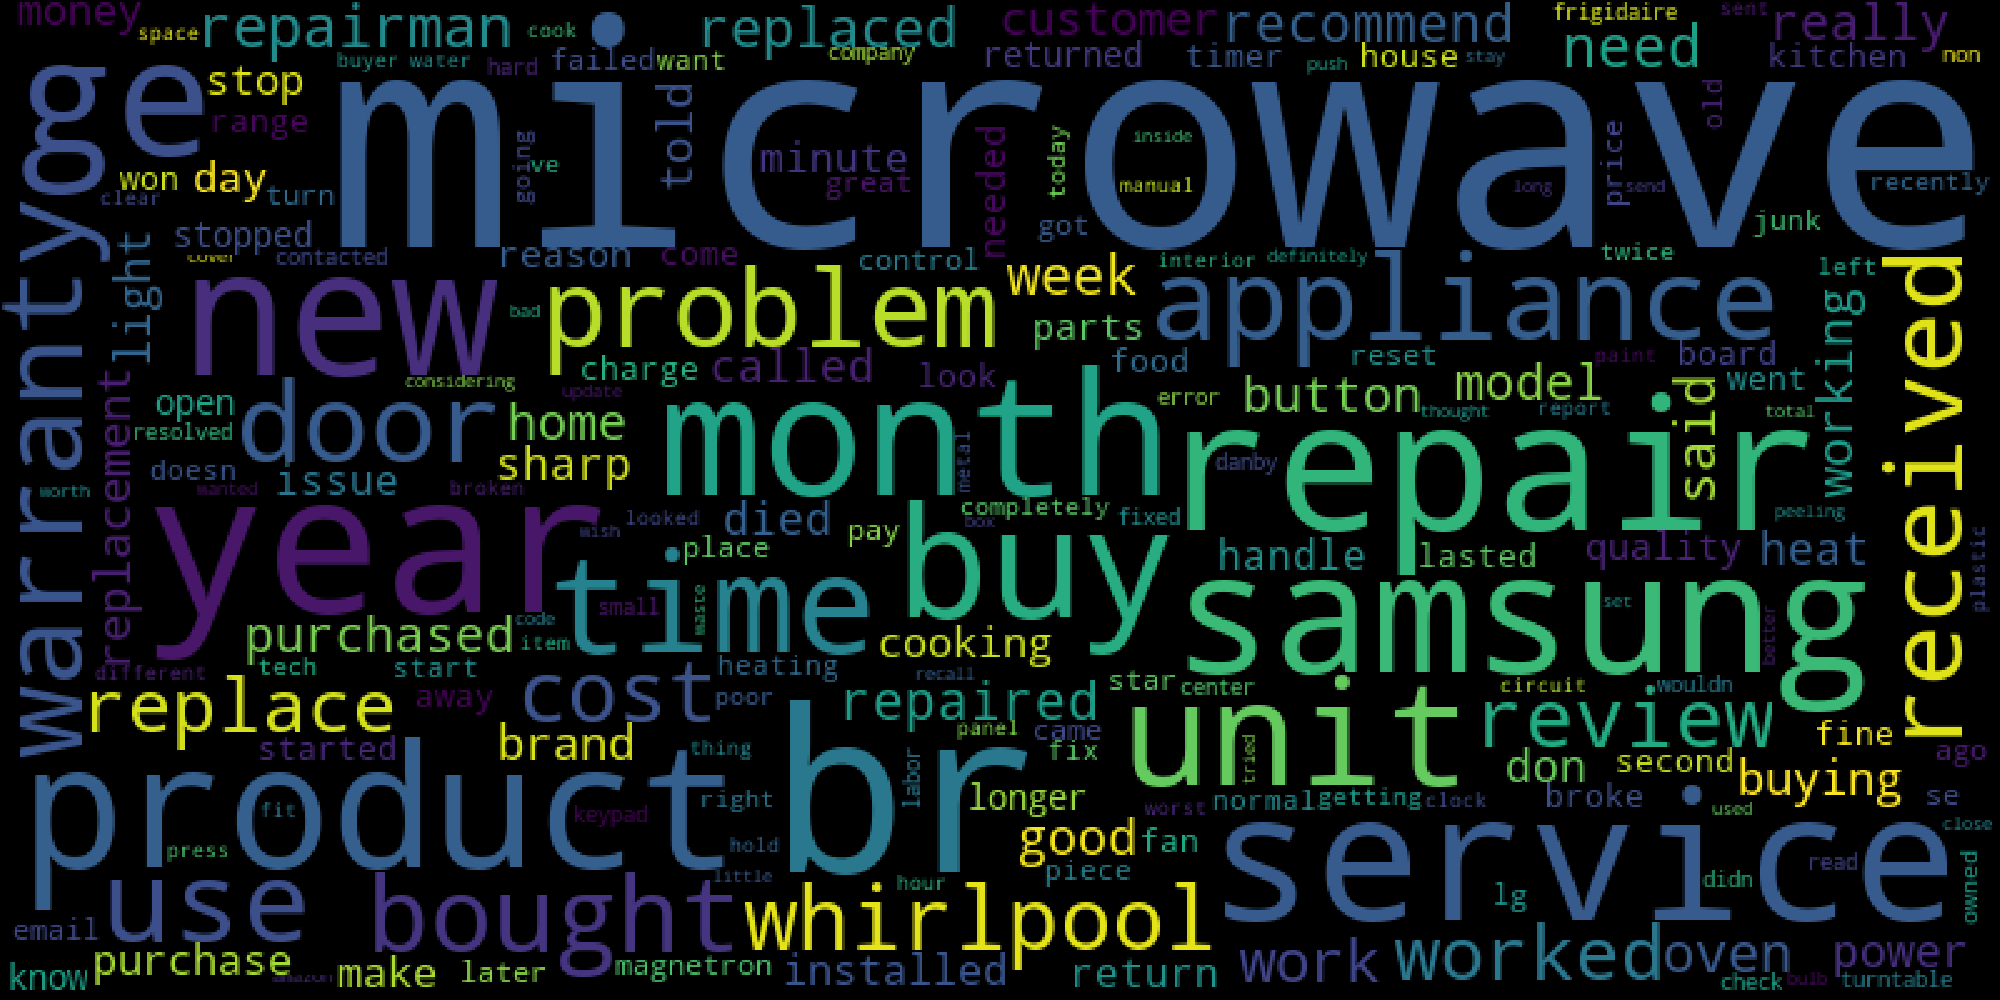 money
space
repairman
cook
replaced
company
customer
recommend
frigidaire
sent
really
buyer
water
hard
failed
want
returned
timer
push
house
stay
need
kitchen
non
ge
stop
range
microwave
told
old
won
day
turn
clear
going
ve
minute
great
needed
today
inside
manual
long
send
price
recently
stopped
contacted
cover
reason
come
got
control
interior
definitely
twice
junk
left
warranty
light
new
bad
problem
week
parts
appliance
working
received
charge
called
look
food
reset
paint
board
considering
update
replacement
open
resolved
door
home
month
error
button
model
thought
report
said
went
total
doesn
issue
sharp
metal
repair
danby
worth
wanted
broken
year
wish
looked
died
pay
completely
box
fixed
peeling
place
buy
handle
lasted
quality
heat
plastic
time
small
waste
samsung
set
better
purchased
code
item
cooking
different
tech
start
heating
recall
star
center
circuit
wouldn
replace
away
cost
poor
repaired
panel
came
unit
tried
review
fine
started
brand
thing
br
labor
fix
don
second
ago
product
fit
right
longer
worst
normal
getting
clock
broke
buying
used
se
keypad
press
hold
good
fan
service
close
use
little
hour
piece
lg
didn
read
owned
email
bought
whirlpool
know
purchase
amazon
make
later
magnetron
installed
return
work
worked
oven
power
check
bulb
turntable